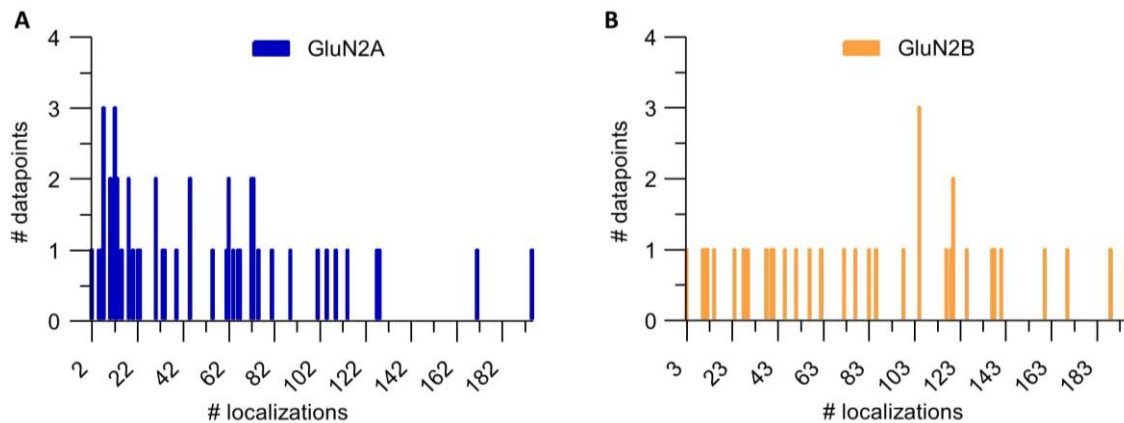 A
GluN2A
# datapoints
4
3
2
1
0
2 22 42 62 82 102 122 142 162 182
# localizations
B
GluN2B
# datapoints
4
3
2
1
0
3 23 43 63 83 103 123 143 163 183
# localizations